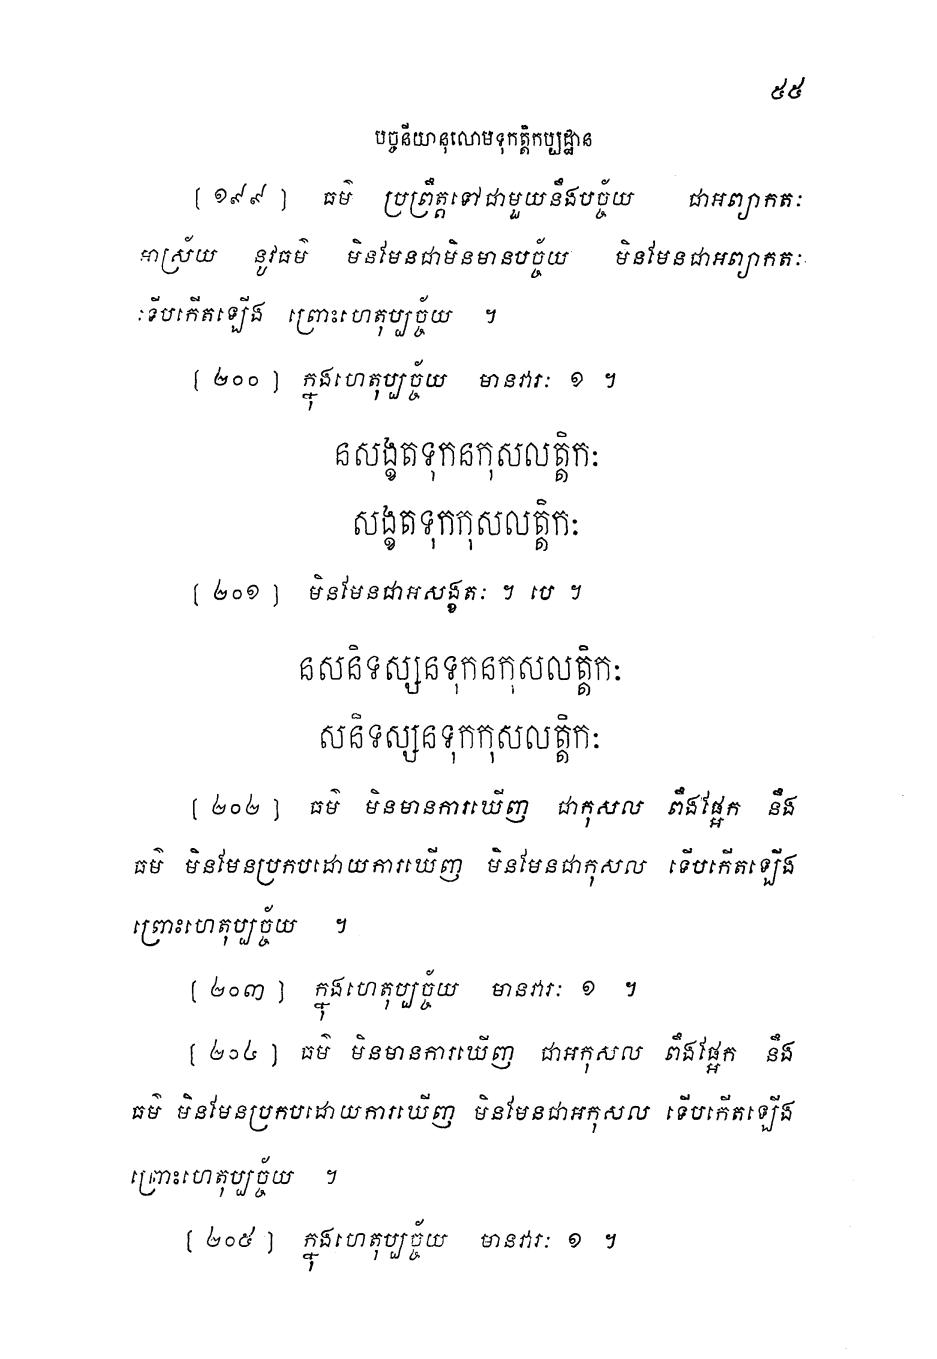 ៥៥
បច្ចនីយានុលោមទុកត្តិកប្បដ្ឋាន
[ ១៩៩ ] ធម៌ ប្រព្រឹត្តទៅជាមួយនឹងបច្ច័យ ជាអព្យាកតៈ
អាស្រ័យ នូវធម៌ មិនមែនជាមិនមានបច្ច័យ មិនមែនជាអព្យាកតៈ
ទើបកើតឡើង ព្រោះហេតុប្បច្ច័យ ។
[ ២០០ ] ក្នុងហេតុប្បច្ច័យ មានវារៈ ១ ។
នសង្ខតទុកនកុសលត្តិកៈ
សង្ខតទុកកុសលត្តិកៈ
[ ២០១ ] មិនមែនជាអសង្ខតៈ ។ បេ ។
នសនិទស្សនទុកនកុសលត្តិកៈ
សនិទស្សនទុកកុសលត្តិកៈ
[ ២០២ ] ធម៌ មិនមានការឃើញ ជាកុសល ពឹងផ្អែក នឹង
ធម៌ មិនមែនប្រកបដោយការឃើញ មិនមែនជាកុសល ទើបកើតឡើង
ព្រោះហេតុប្បច្ច័យ ។
[ ២០៣ ] ក្នុងហេតុប្បច្ច័យ មានវារៈ ១ ។
[ ២០៤ ] ធម៌ មិនមានការឃើញ ជាអកុសល ពឹងផ្អែក នឹង
ធម៌ មិនមែនប្រកបដោយការឃើញ មិនមែនជាអកុសល ទើបកើតឡើង
ព្រោះហេតុប្បច្ច័យ ។
[ ២០៥ ] ក្នុងហេតុប្បច្ច័យ មានវារៈ ១ ។